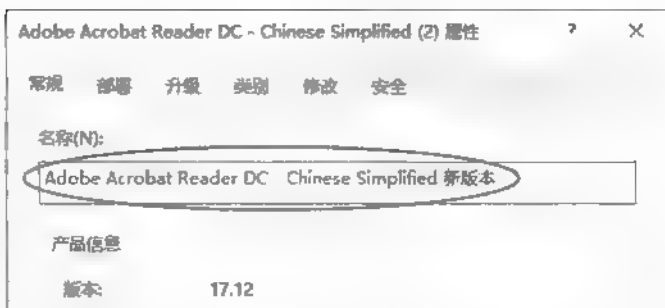 Adobe Acrobat Reader DC - Chinese Simplified (2) 属性 ? ×
常规 部署 升级 类别 修改 安全
名称(N):
Adobe Acrobat Reader DC Chinese Simplified 新版本
产品信息
版本: 17.12